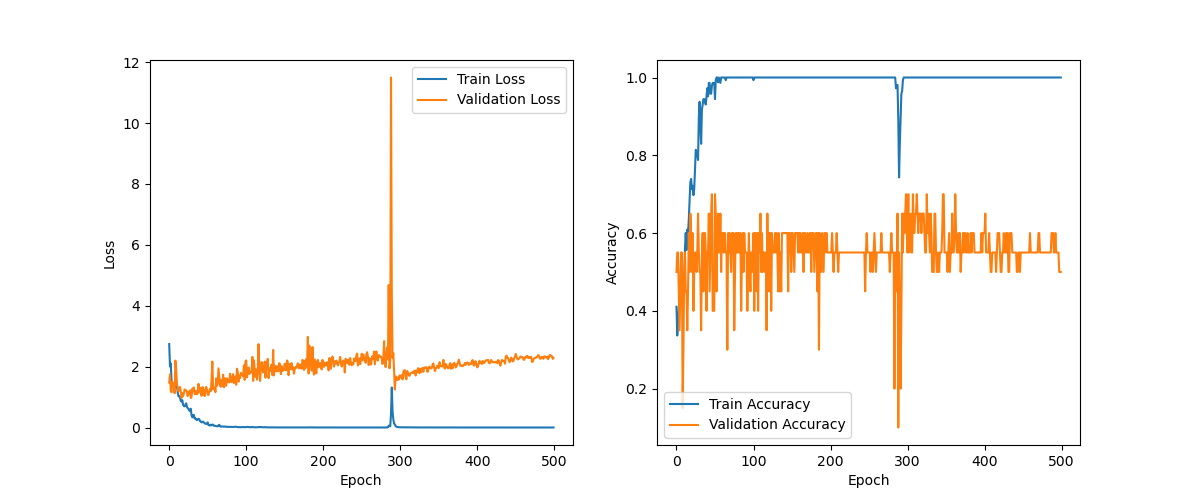 12
10
8
6
4
2
0
Loss
0 100 200 300 400 500
Epoch
Train Loss
Validation Loss
1.0
0.8
0.6
0.4
0.2
Accuracy
0 100 200 300 400 500
Epoch
Train Accuracy
Validation Accuracy